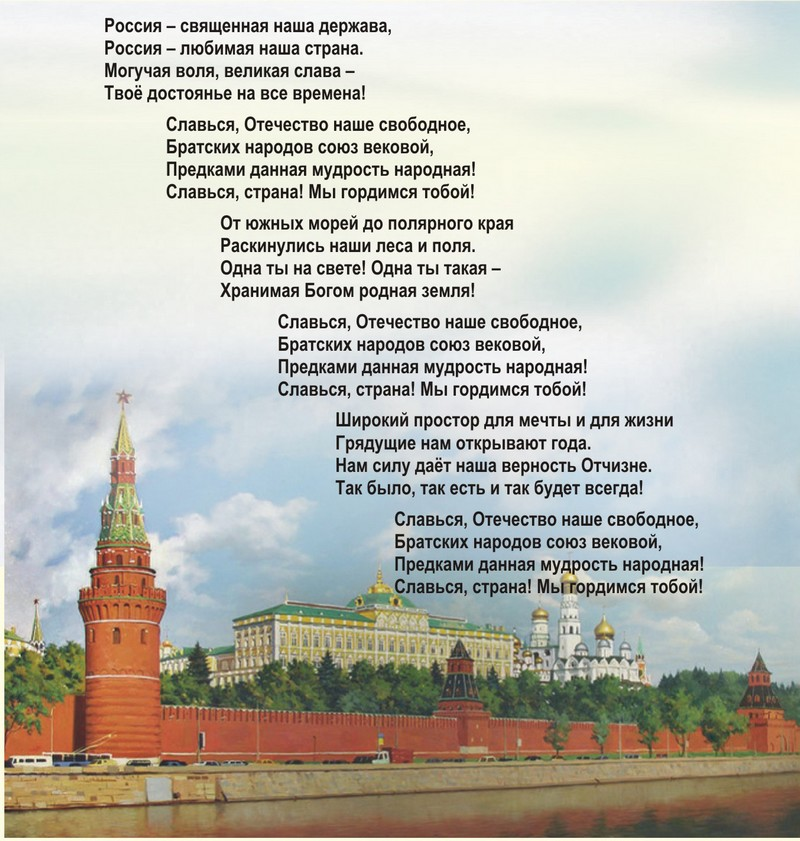 Россия – священная наша держава,
Россия – любимая наша страна.
Могучая воля, великая слава –
Твоё достоянье на все времена!
Славься, Отечество наше свободное,
Братских народов союз вековой,
Предками данная мудрость народная!
Славься, страна! Мы гордимся тобой!
От южных морей до полярного края
Раскинулись наши леса и поля.
Одна ты на свете! Одна ты такая –
Хранимая Богом родная земля!
Славься, Отечество наше свободное,
Братских народов союз вековой,
Предками данная мудрость народная!
Славься, страна! Мы гордимся тобой!
Широкий простор для мечты и для жизни
Грядущие нам открывают года.
Нам силу даёт наша верность Отчизне.
Так было, так есть и так будет всегда!
Славься, Отечество наше свободное,
Братских народов союз вековой,
Предками данная мудрость народная!
Славься, страна! Мы гордимся тобой!